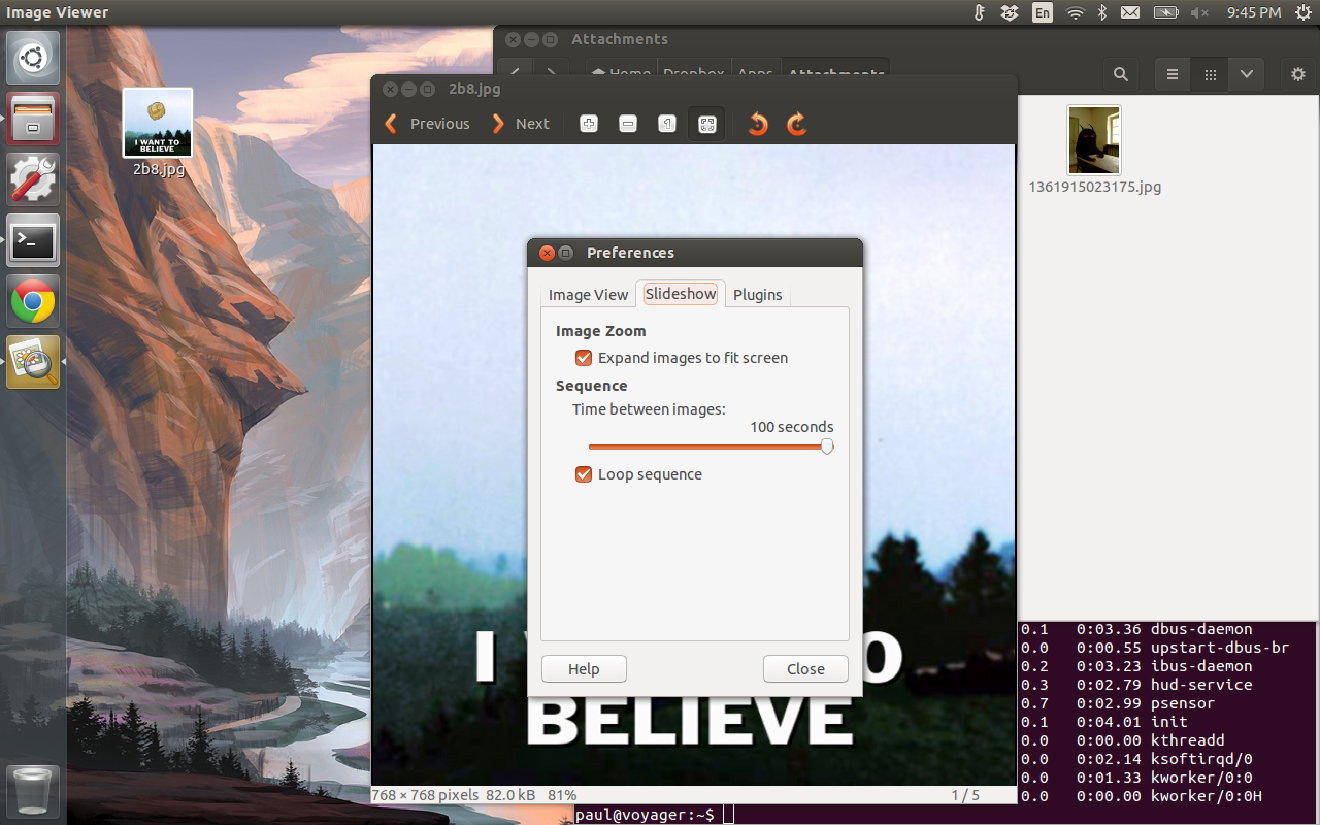 Image Viewer
En
9:45 PM
Attachments
Home Dropbox Apps Attachments
I WANT TO
BELIEVE
2b8.jpg
2b8.jpg
Previous Next
1361915023175.jpg
Preferences
Image View Slideshow Plugins
Image Zoom
Expand images to fit screen
Sequence
Time between images:
100 seconds
Loop sequence
Help Close
I
O
BELIEVE
768 × 768 pixels 82.0 kB 81% 1 / 5
0.1 0:03.36 dbus-daemon
0.0 0:00.55 upstart-dbus-br
0.2 0:03.23 ibus-daemon
0.3 0:02.79 hud-service
0.7 0:02.99 psensor
0.1 0:04.01 init
0.0 0:00.00 kthreadd
0.0 0:02.14 ksoftirqd/0
0.0 0:01.33 kworker/0:0
0.0 0:00.00 kworker/0:0H
paul@voyager:~$